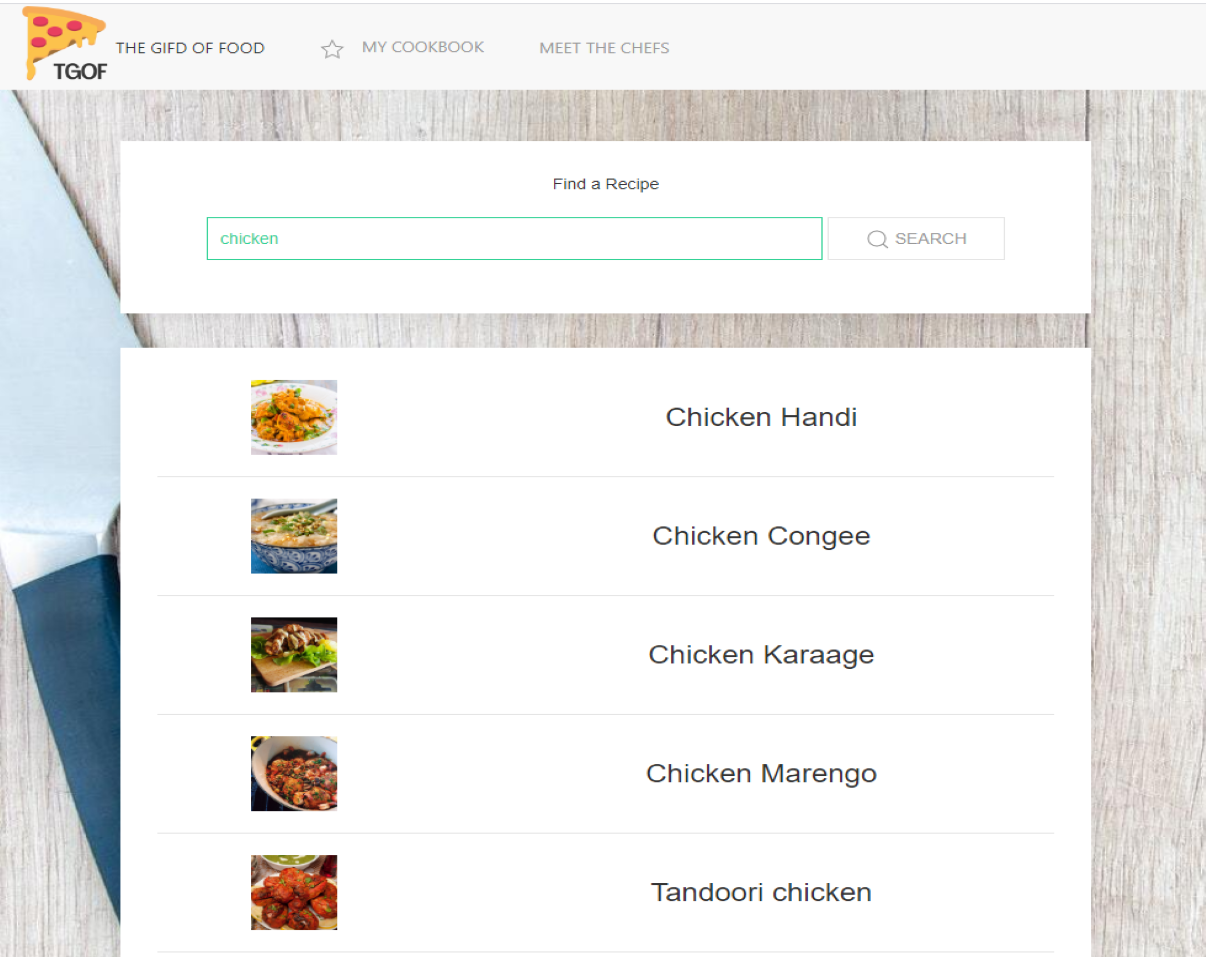 TGOF
THE GIFD OF FOOD
MY COOKBOOK
MEET THE CHEFS
Find a Recipe
chicken
SEARCH
Chicken Handi
Chicken Congee
Chicken Karaage
Chicken Marengo
Tandoori chicken